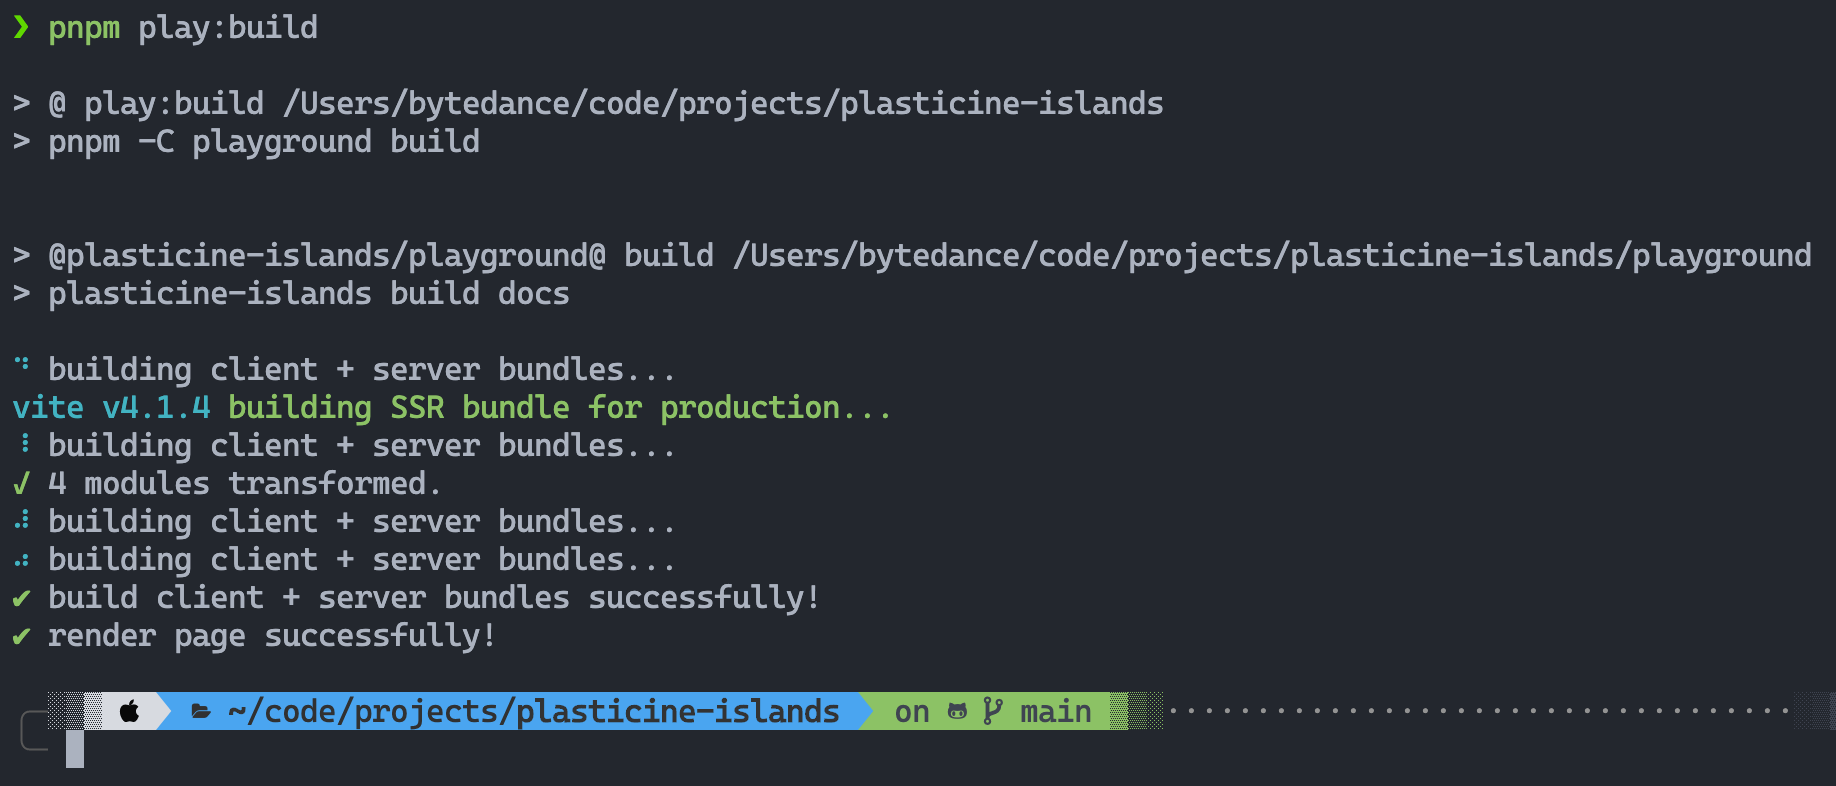 ❯ pnpm play:build
> @ play:build /Users/bytedance/code/projects/plasticine-islands
> pnpm -C playground build
> @plasticine-islands/playground@ build /Users/bytedance/code/projects/plasticine-islands/playground
> plasticine-islands build docs
⠙ building client + server bundles...
vite v4.1.4 building SSR bundle for production...
⠸ building client + server bundles...
✓ 4 modules transformed.
⠼ building client + server bundles...
⠴ building client + server bundles...
✔ build client + server bundles successfully!
✔ render page successfully!
~/code/projects/plasticine-islands on main